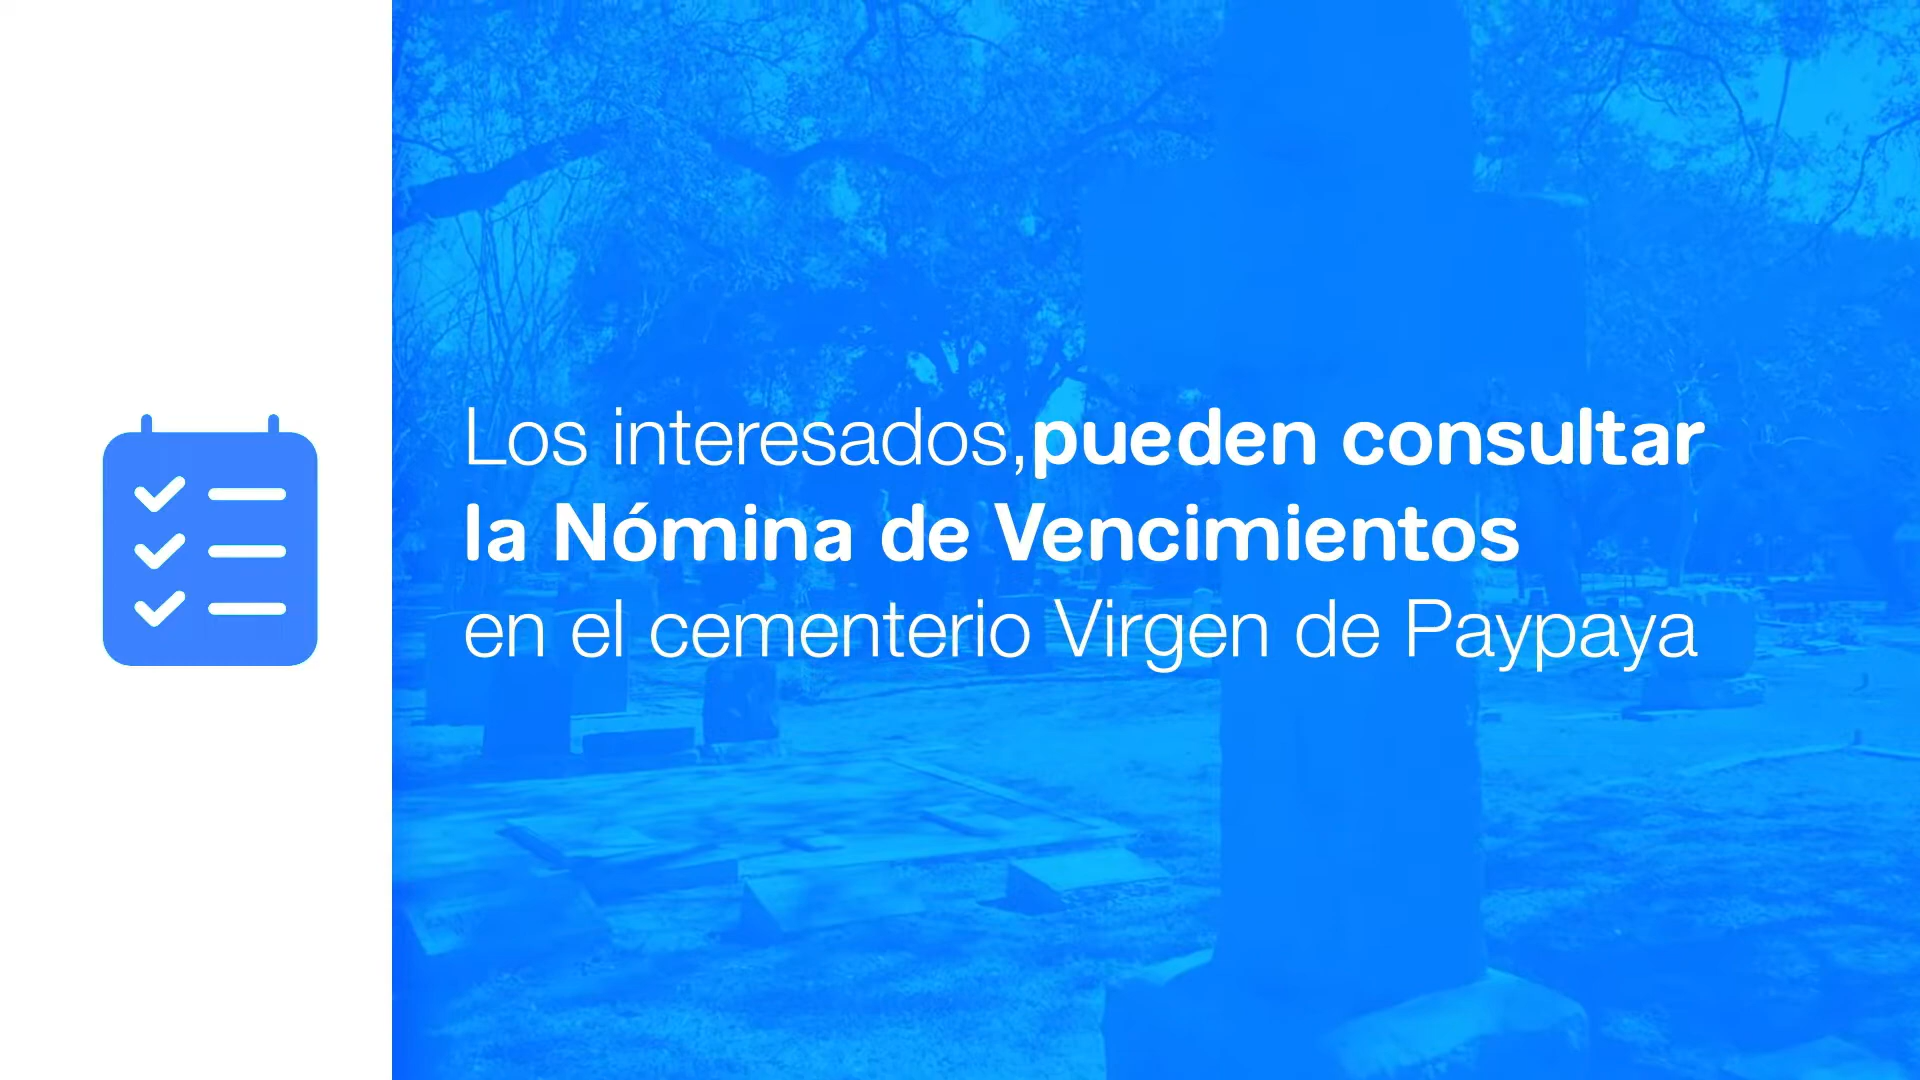 Los interesados,pueden consultar
la Nómina de Vencimientos
en el cementerio Virgen de Paypaya